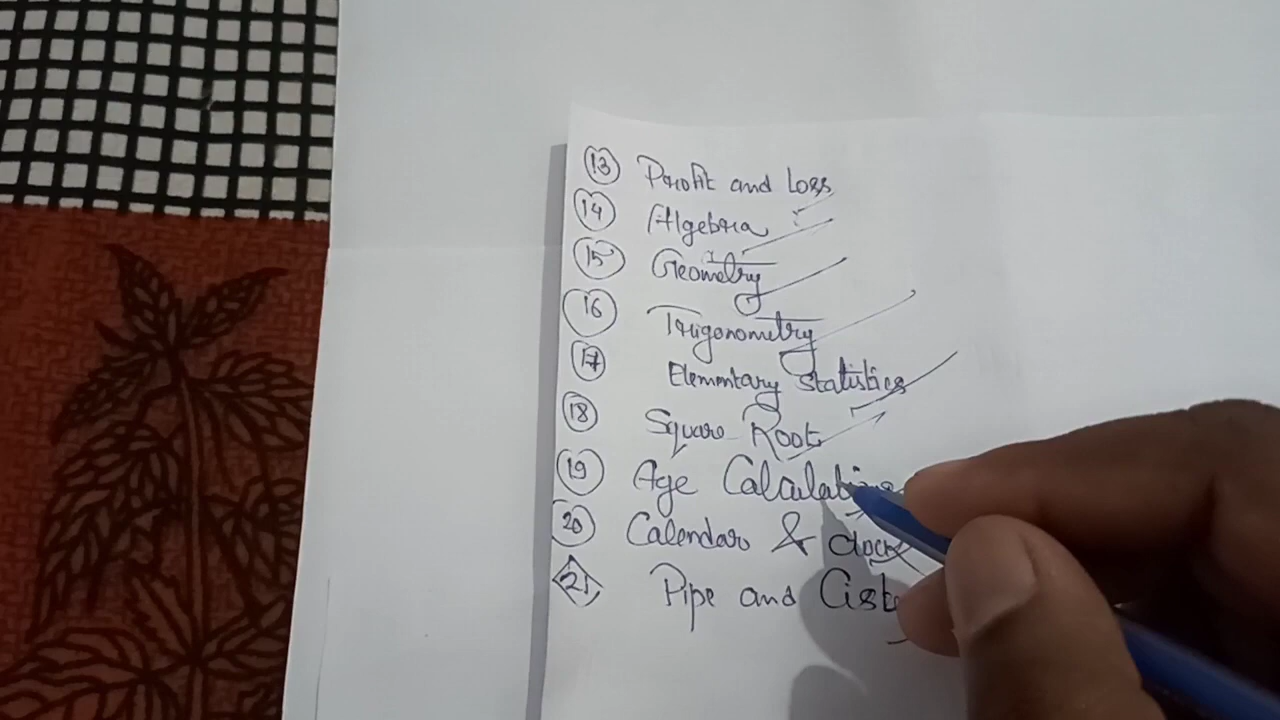 13 Profit and Loss
14 Algebra
15 Geometry
16 Trigonometry
17 Elementary Statistics
18 Square Root
19 Age Calculations
20 Calendar & clock
21 Pipe and